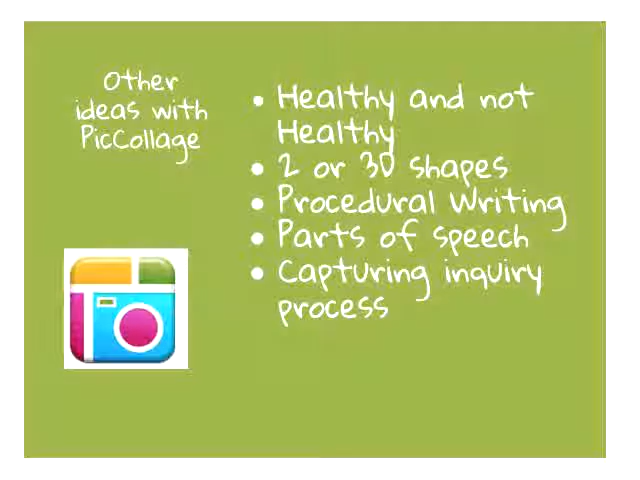 Other
ideas with
PicCollage
• Healthy and not
Healthy
• 2 or 3D shapes
• Procedural Writing
• Parts of speech
• Capturing inquiry
process